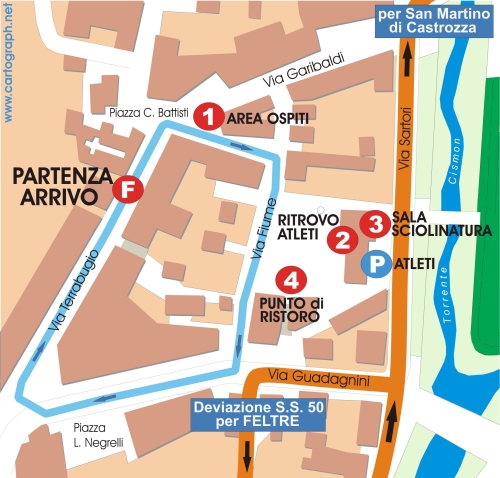 per San Martino
di Castrozza
www.cartograph.net
Via Garibaldi
Piazza C. Battisti
1 AREA OSPITI
Via Sartori
Cismon
PARTENZA
ARRIVO
F
RITROVO
ATLETI
2
3
SALA
SCIOLINATURA
P ATLETI
Via Fiume
4
PUNTO di
RISTORO
Torrente
Via Terrabugio
Via Guadagnini
Deviazione S.S. 50
per FELTRE
Piazza
L. Negrelli